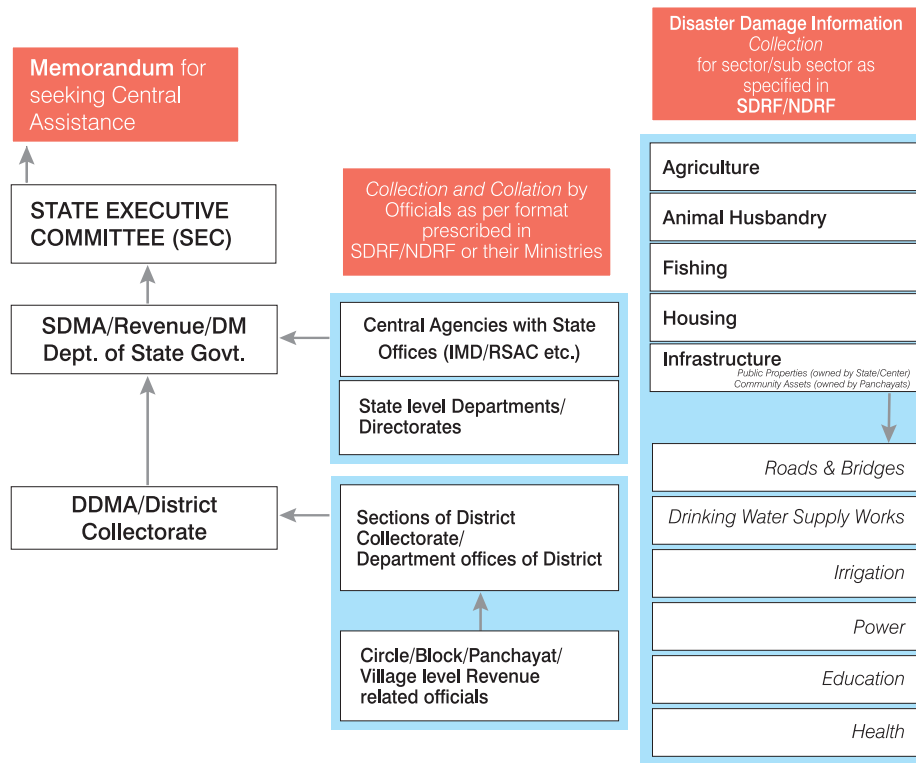 Memorandum for
seeking Central
Assistance
STATE EXECUTIVE
COMMITTEE (SEC)
SDMA/Revenue/DM
Dept. of State Govt.
DDMA/District
Collectorate
Collection and Collation by
Officials as per format
prescribed in
SDRF/NDRF or their Ministries
Central Agencies with State
Offices (IMD/RSAC etc.)
State level Departments/
Directorates
Sections of District
Collectorate/
Department offices of District
Circle/Block/Panchayat/
Village level Revenue
related officials
Disaster Damage Information
Collection
for sector/sub sector as
specified in
SDRF/NDRF
Agriculture
Animal Husbandry
Fishing
Housing
Infrastructure
Public Properties (owned by State/Center)
Community Assets (owned by Panchayats)
Roads & Bridges
Drinking Water Supply Works
Irrigation
Power
Education
Health